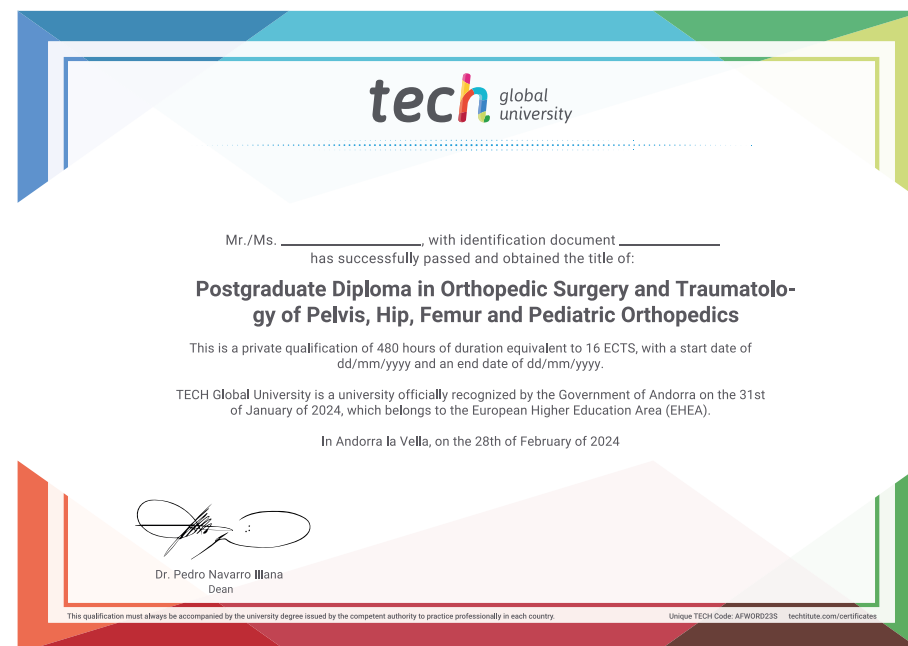 tech global
university
Mr./Ms. ____________, with identification document ____________
has successfully passed and obtained the title of:
Postgraduate Diploma in Orthopedic Surgery and Traumatolo-
gy of Pelvis, Hip, Femur and Pediatric Orthopedics
This is a private qualification of 480 hours of duration equivalent to 16 ECTS, with a start date of
dd/mm/yyyy and an end date of dd/mm/yyyy.
TECH Global University is a university officially recognized by the Government of Andorra on the 31st
of January of 2024, which belongs to the European Higher Education Area (EHEA).
In Andorra la Vella, on the 28th of February of 2024
Dr. Pedro Navarro Illana
Dean
This qualification must always be accompanied by the university degree issued by the competent authority to practice professionally in each country.
Unique TECH Code: AFWORD23S techtitute.com/certificates